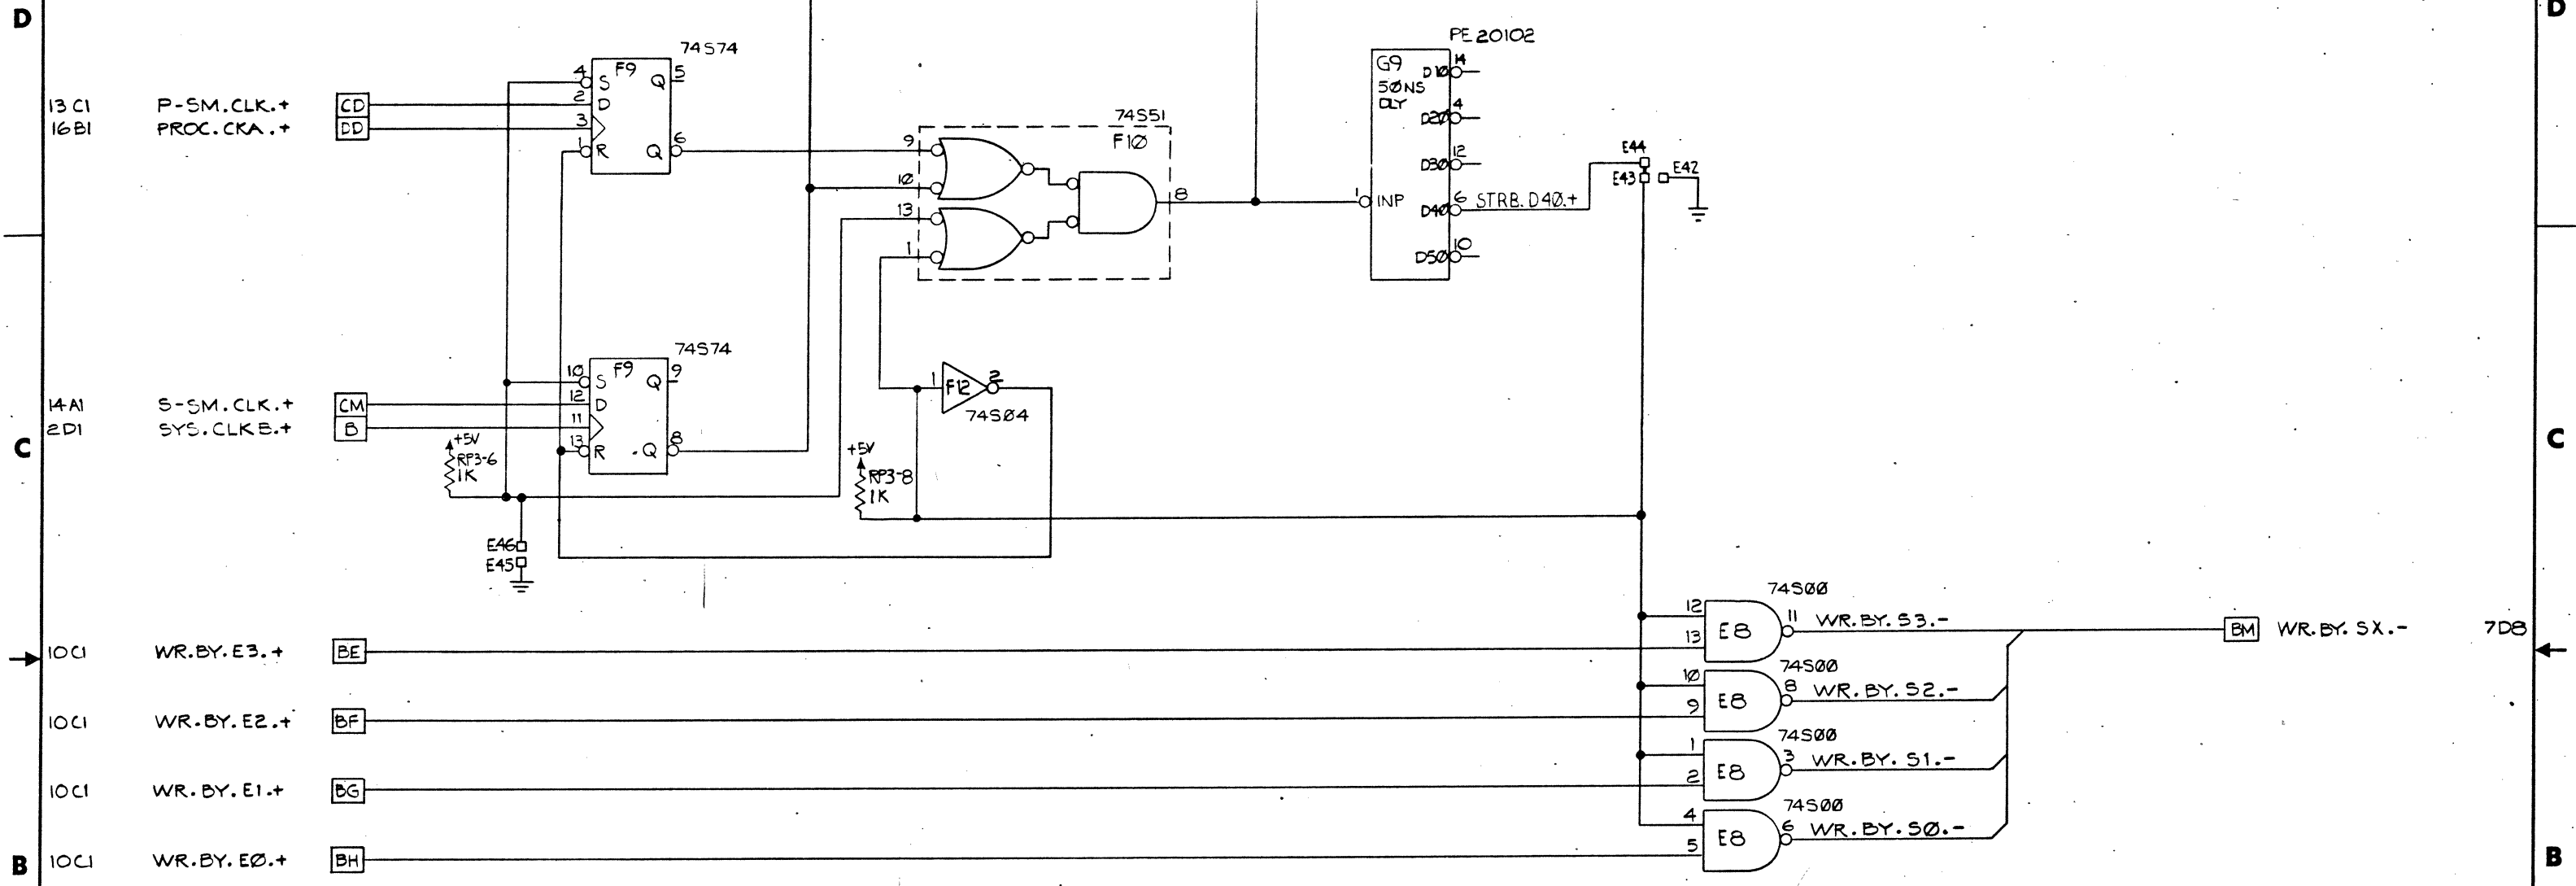 D
D
74S74
PE 20102
4 S F9 Q 5
G9 D10 14
50NS
DLY
13C1 P-SM.CLK.+ CD 2 D
D20 4
16B1 PROC.CKA.+ DD 3
74S51
F10
1 R Q 6
9
D30 12
E44
10
E43 E42
8
1 INP
D40 6 STRB.D40.+
13
1
D50 10
74S74
10 S F9 Q 9
1 F12 2
74S04
14A1 S-SM.CLK.+ CM 12 D
2D1 SYS.CLKB.+ B 11
13 R Q 8
C
C
+5V
RP3-6
1K
+5V
RP3-8
1K
E46
E45
74S00
12 E8 11 WR.BY.S3.-
13
BM WR.BY.SX.- 7D8
10C1 WR.BY.E3.+ BE
74S00
10 E8 8 WR.BY.S2.-
9
10C1 WR.BY.E2.+ BF
74S00
1 E8 3 WR.BY.S1.-
2
10C1 WR.BY.E1.+ BG
74S00
4 E8 6 WR.BY.S0.-
5
10C1 WR.BY.E0.+ BH
B
B